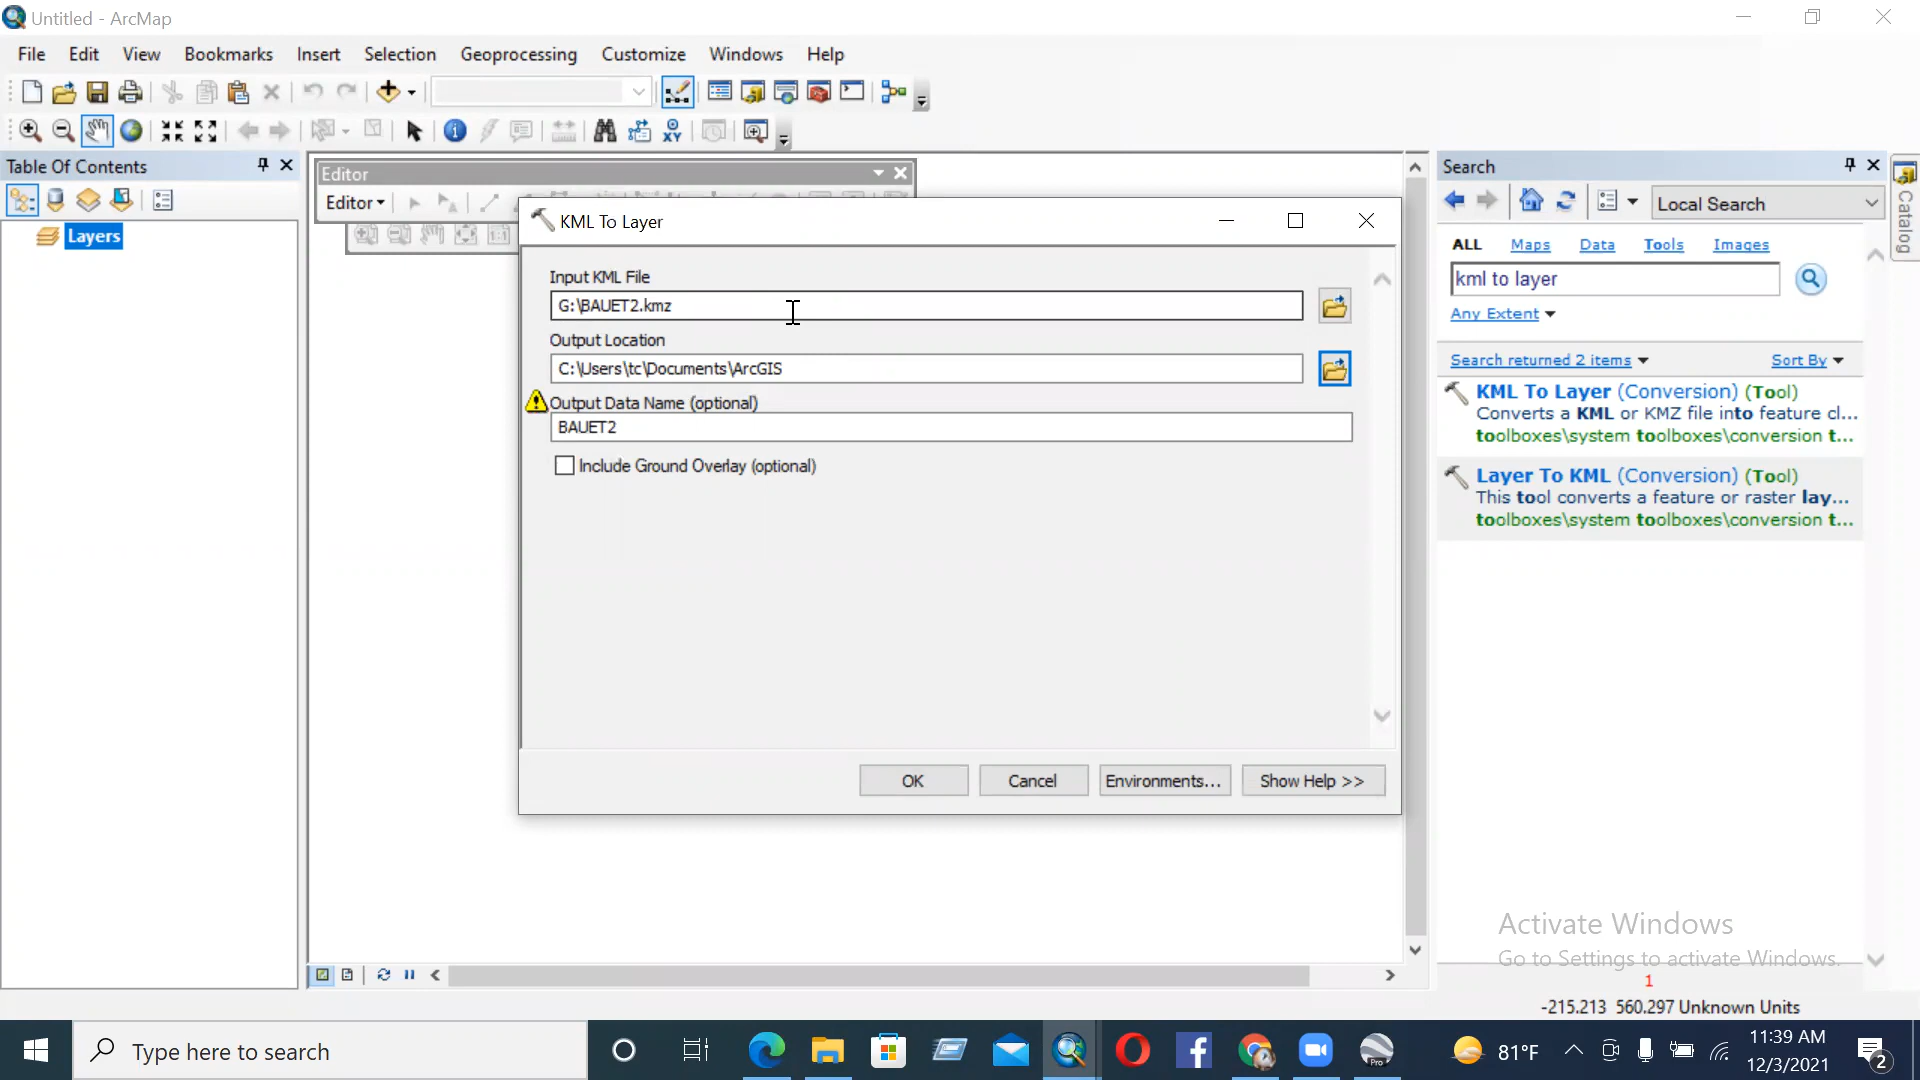 Untitled - ArcMap
File Edit View Bookmarks Insert Selection Geoprocessing Customize Windows Help
Table Of Contents
Layers
Editor
Editor
1:1
XY
KML To Layer
Input KML File
G:\BAUET2.kmz
Output Location
C:\Users\tc\Documents\ArcGIS
Output Data Name (optional)
BAUET2
Include Ground Overlay (optional)
OK Cancel Environments... Show Help >>
Search
Local Search
ALL Maps Data Tools Images
kml to layer
Any Extent
Search returned 2 items Sort By
KML To Layer (Conversion) (Tool)
Converts a KML or KMZ file into feature cl...
toolboxes\system toolboxes\conversion t...
Layer To KML (Conversion) (Tool)
This tool converts a feature or raster lay...
toolboxes\system toolboxes\conversion t...
Catalog
Activate Windows
Go to Settings to activate Windows.
1
-215.213 560.297 Unknown Units
Type here to search
Pro
81°F
11:39 AM
12/3/2021
2